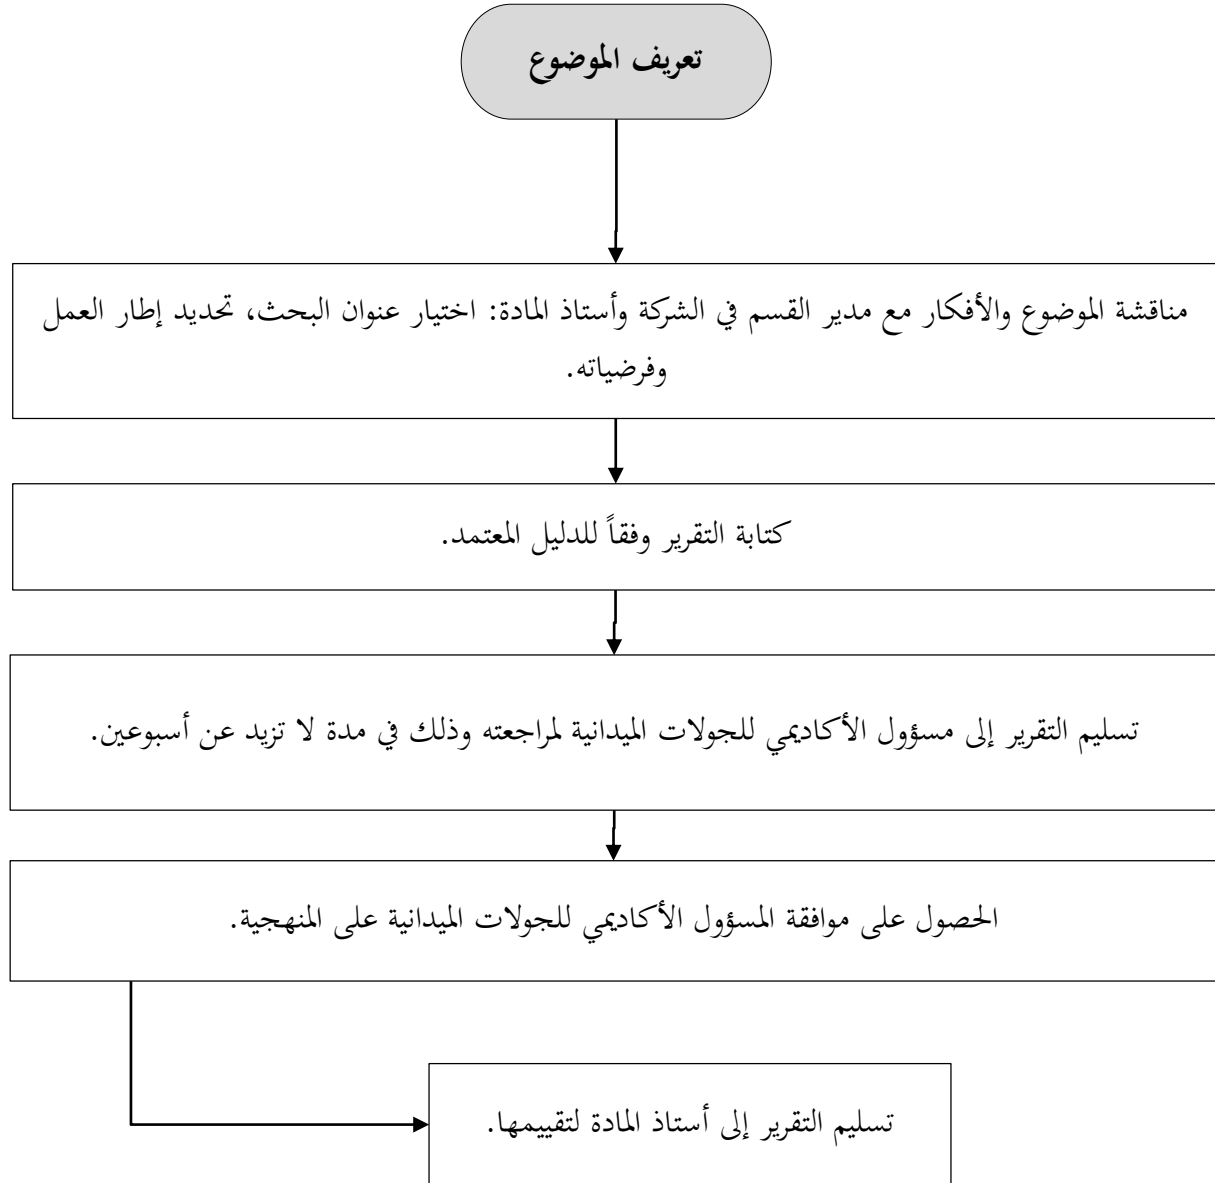 تعريف الموضوع
مناقشة الموضوع والأفكار مع مدير القسم في الشركة وأستاذ المادة: اختيار عنوان البحث، تحديد إطار العمل
وفرضياته.
كتابة التقرير وفقاً للدليل المعتمد.
تسليم التقرير إلى مسؤول الأكاديمي للجولات الميدانية لمراجعته وذلك في مدة لا تزيد عن أسبوعين.
الحصول على موافقة المسؤول الأكاديمي للجولات الميدانية على المنهجية.
تسليم التقرير إلى أستاذ المادة لتقييمها.